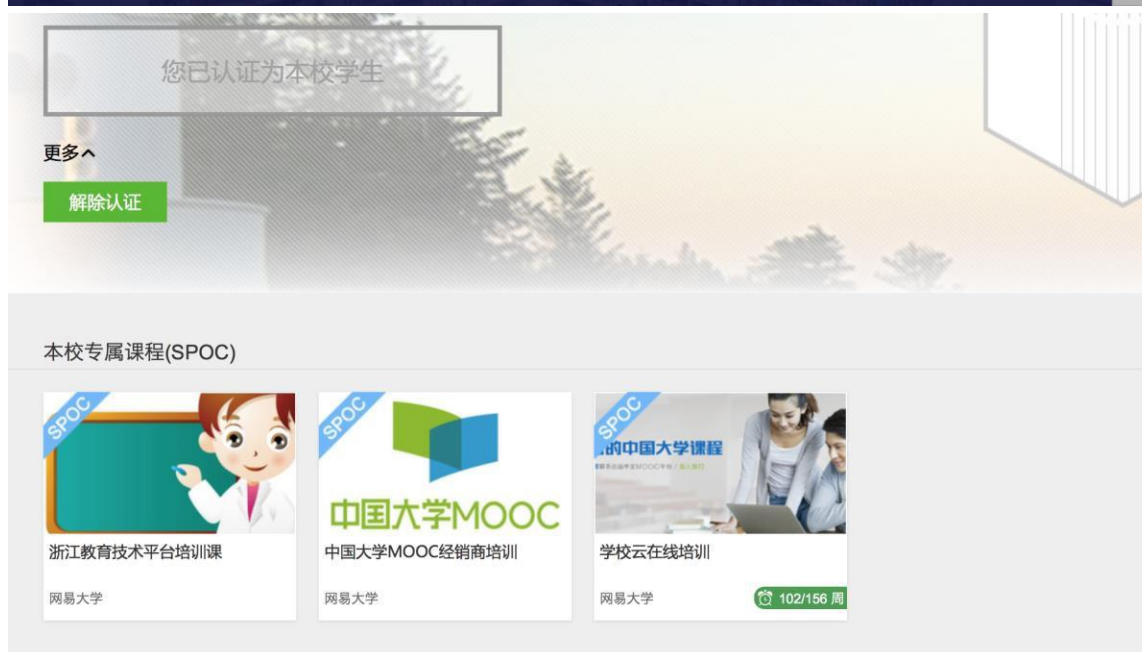 您已认证为本校学生
更多
解除认证
本校专属课程(SPOC)
SPOC
SPOC
SPOC
的中国大学课程
中国大学MOOC
浙江教育技术平台培训课
中国大学MOOC经销商培训
学校云在线培训
网易大学
网易大学
网易大学
102/156 周